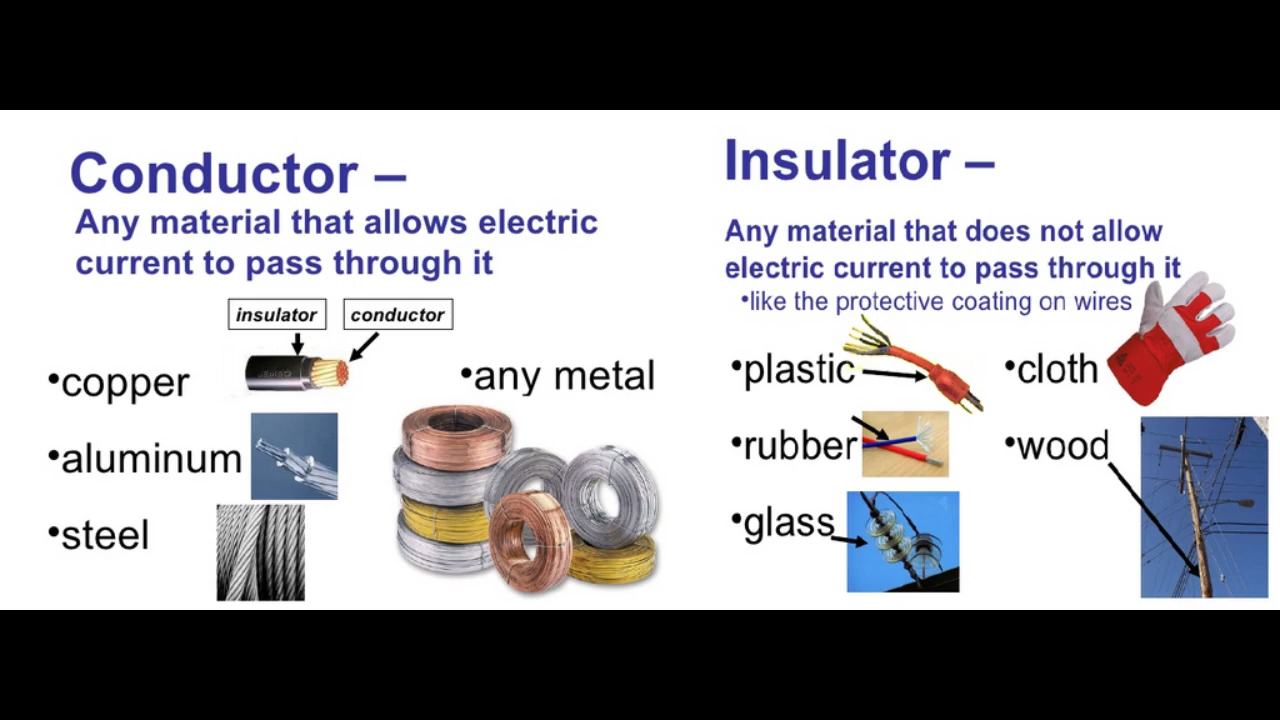 Conductor –
Any material that allows electric
current to pass through it
insulator
conductor
•copper
•any metal
•aluminum
•steel
Insulator –
Any material that does not allow
electric current to pass through it
•like the protective coating on wires
•plastic
•cloth
•rubber
•wood
•glass